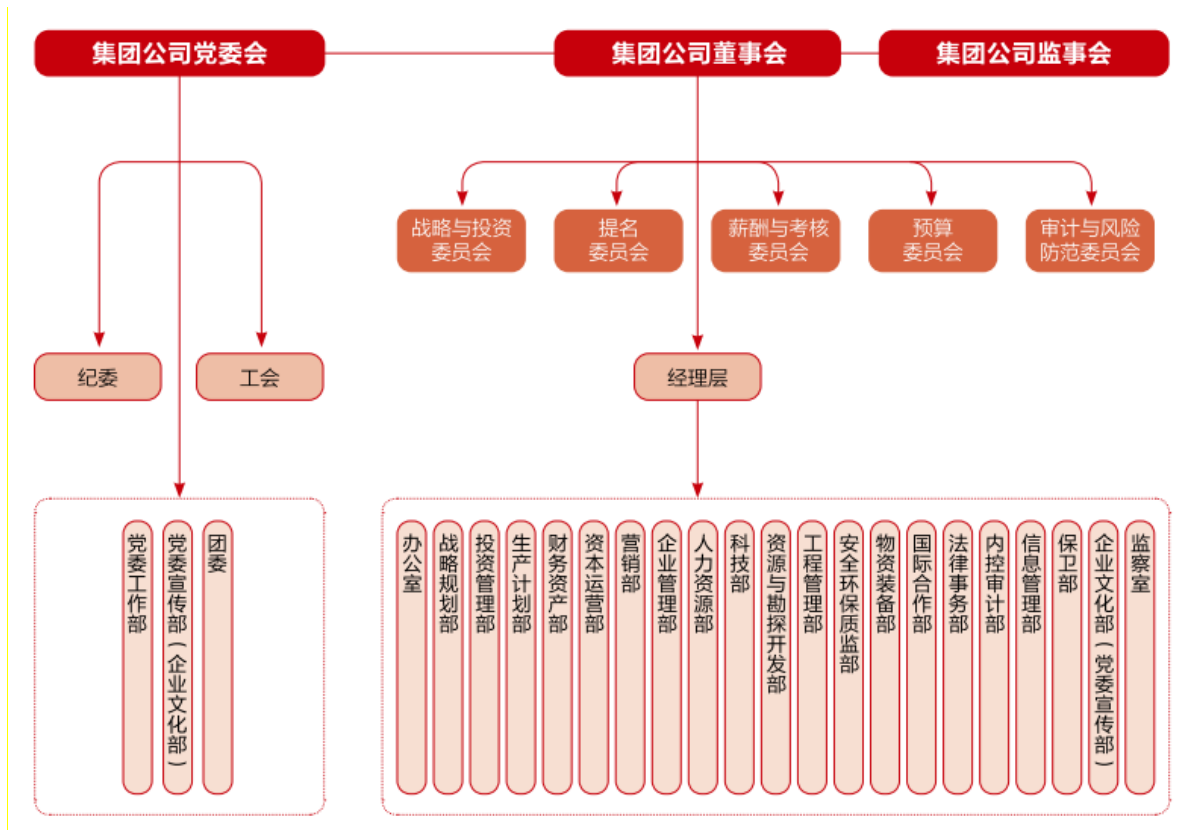 集团公司党委会
集团公司董事会
集团公司监事会
战略与投资
委员会
提名
委员会
薪酬与考核
委员会
预算
委员会
审计与风险
防范委员会
纪委
工会
经理层
党委工作部
党委宣传部(企业文化部)
团委
办公室
战略规划部
投资管理部
生产计划部
财务资产部
资本运营部
营销部
企业管理部
人力资源部
科技部
资源与勘探开发部
工程管理部
安全环保质监部
物资装备部
国际合作部
法律事务部
内控审计部
信息管理部
保卫部
企业文化部(党委宣传部)
监察室